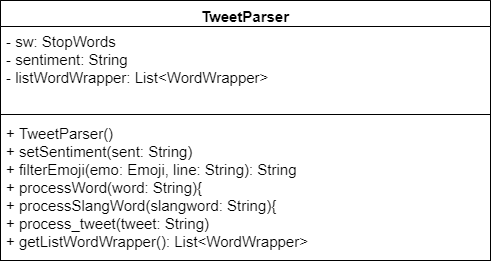 TweetParser
- sw: StopWords
- sentiment: String
- listWordWrapper: List<WordWrapper>
+ TweetParser()
+ setSentiment(sent: String)
+ filterEmoji(emo: Emoji, line: String): String
+ processWord(word: String){
+ processSlangWord(slangword: String){
+ process_tweet(tweet: String)
+ getListWordWrapper(): List<WordWrapper>